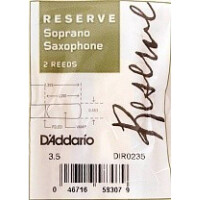 RESERVE
Soprano
Saxophone
2 REEDS
Reserve
D'Addario
3.5 DIR0235
0 46716 58307 9